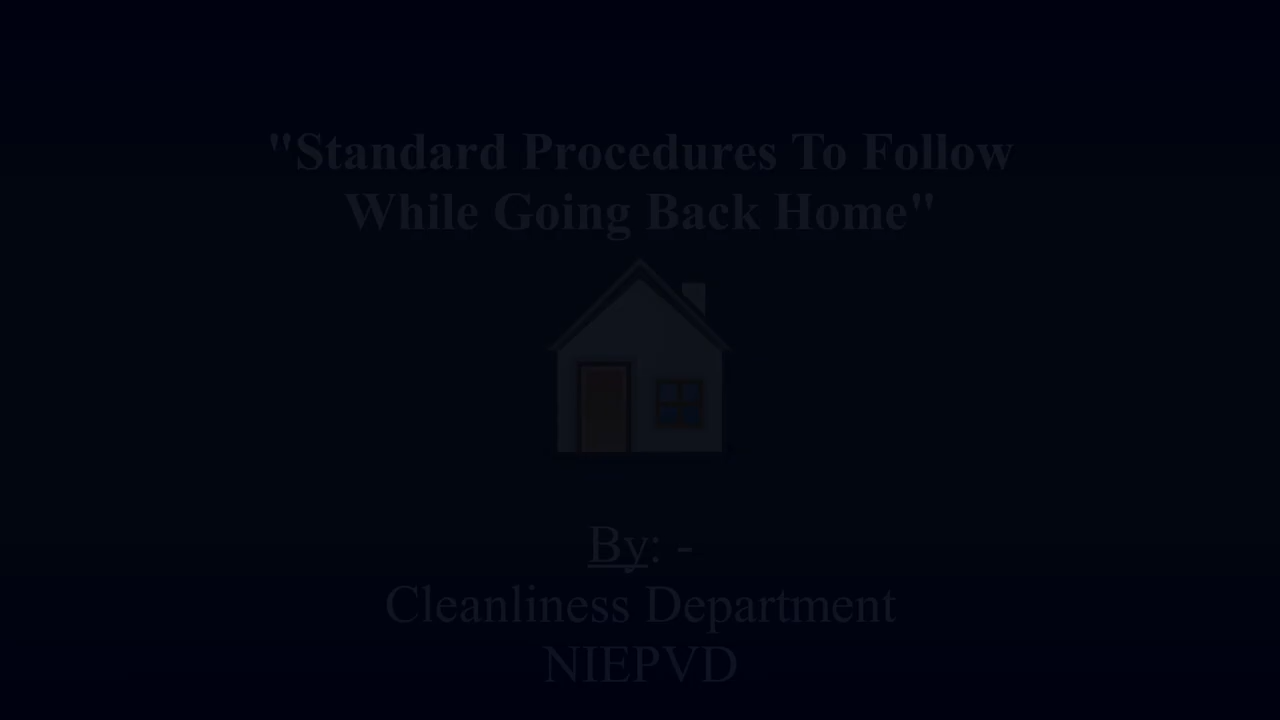 "Standard Procedures To Follow
While Going Back Home"
By: -
Cleanliness Department
NIEPVD